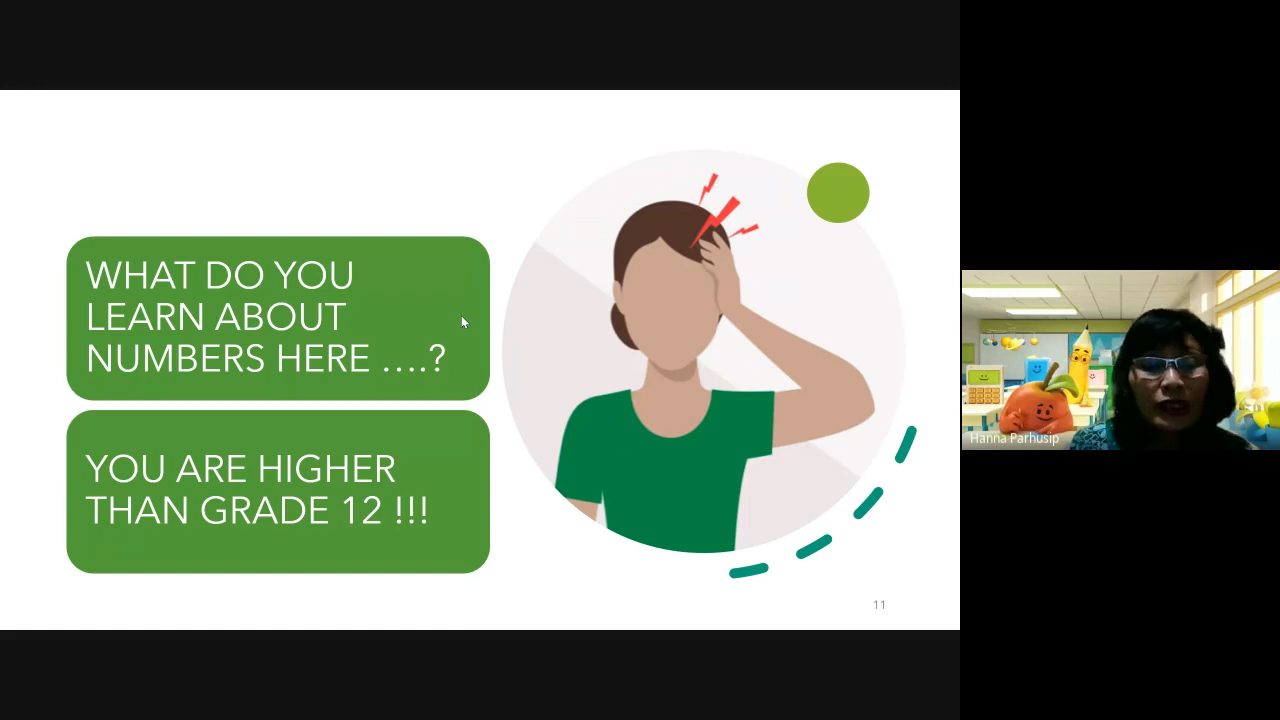 WHAT DO YOU
LEARN ABOUT
NUMBERS HERE ....?
YOU ARE HIGHER
THAN GRADE 12 !!!
11
Hanna Parhusip